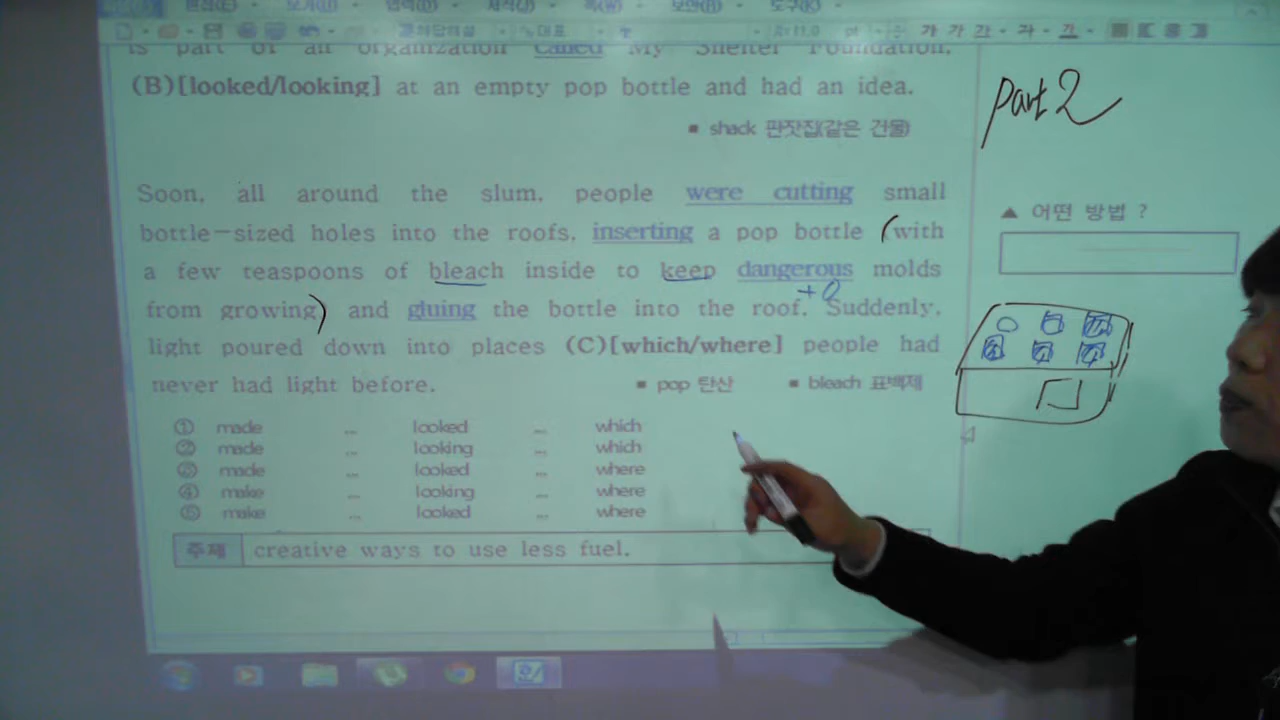 is part of an organization called My Shelter Foundation,
(B)[looked/looking] at an empty pop bottle and had an idea.
■ shack 판잣집(같은 건물)
Part 2
Soon, all around the slum, people were cutting small
bottle-sized holes into the roofs, inserting a pop bottle (with
a few teaspoons of bleach inside to keep dangerous molds
from growing) and gluing the bottle into the roof. Suddenly,
light poured down into places (C)[which/where] people had
never had light before.
■ pop 탄산 ■ bleach 표백제
▲ 어떤 방법 ?
① made ... looked ... which
② made ... looking ... which
③ made ... looked ... where
④ make ... looking ... where
⑤ make ... looked ... where
주제 creative ways to use less fuel.